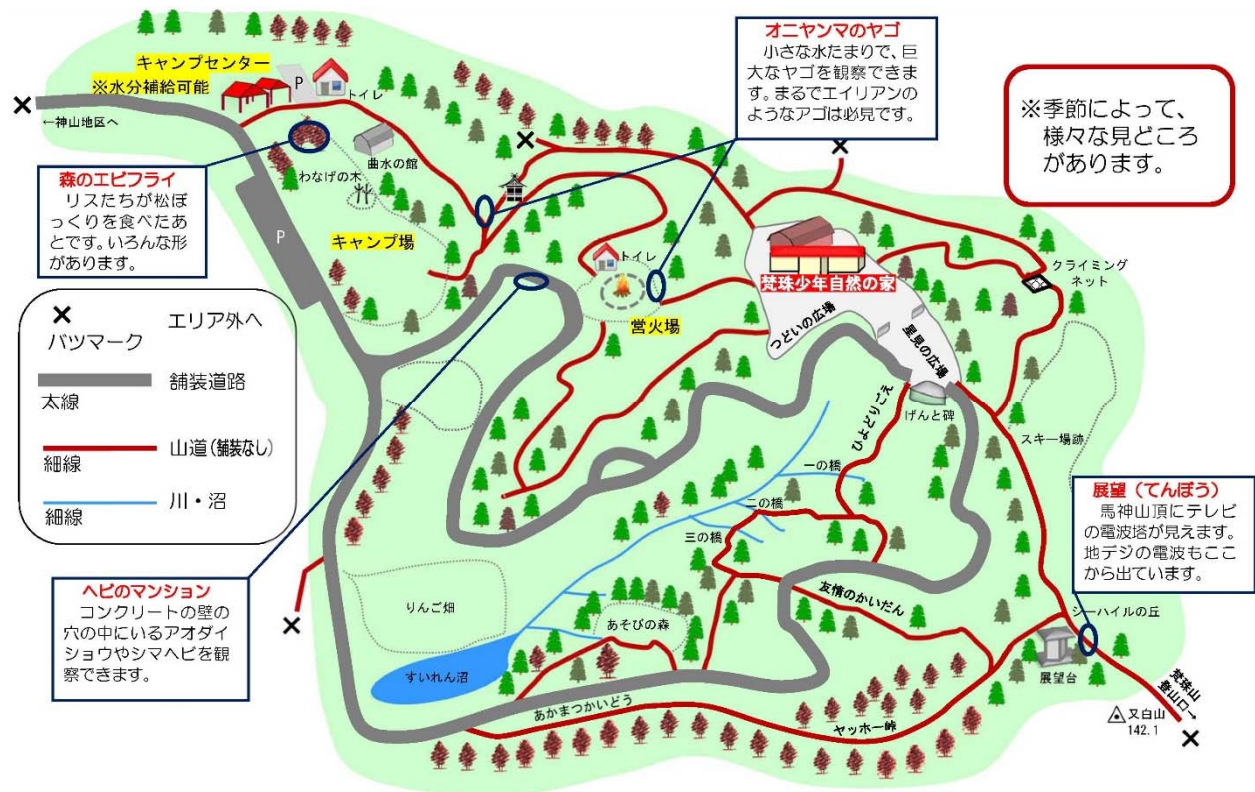 キャンプセンター
※水分補給可能
P
トイレ
←神山地区へ
オニヤンマのヤゴ
小さな水たまりで、巨
大なヤゴを観察できま
す。まるでエイリアンの
ようなアゴは必見です。
※季節によって、
様々な見どころ
があります。
森のエビフライ
リスたちが松ぼ
っくりを食べたあ
とです。いろんな形
があります。
曲水の館
わなげの木
P
キャンプ場
トイレ
営火場
梵珠少年自然の家
つどいの広場
星見の広場
クライミング
ネット
げんと碑
スキー場跡
ひよどりごえ
バツマーク
エリア外へ
太線
舗装道路
細線
山道(舗装なし)
細線
川・沼
一の橋
二の橋
三の橋
展望（てんぼう）
馬神山頂にテレビ
の電波塔が見えます。
地デジの電波もここ
から出ています。
ヘビのマンション
コンクリートの壁の
穴の中にいるアオダイ
ショウやシマヘビを観
察できます。
りんご畑
すいれん沼
あそびの森
友情のかいだん
シーハイルの丘
展望台
梵珠山
登山口→
又白山
142.1
あかまつかいどう
ヤッホー峠